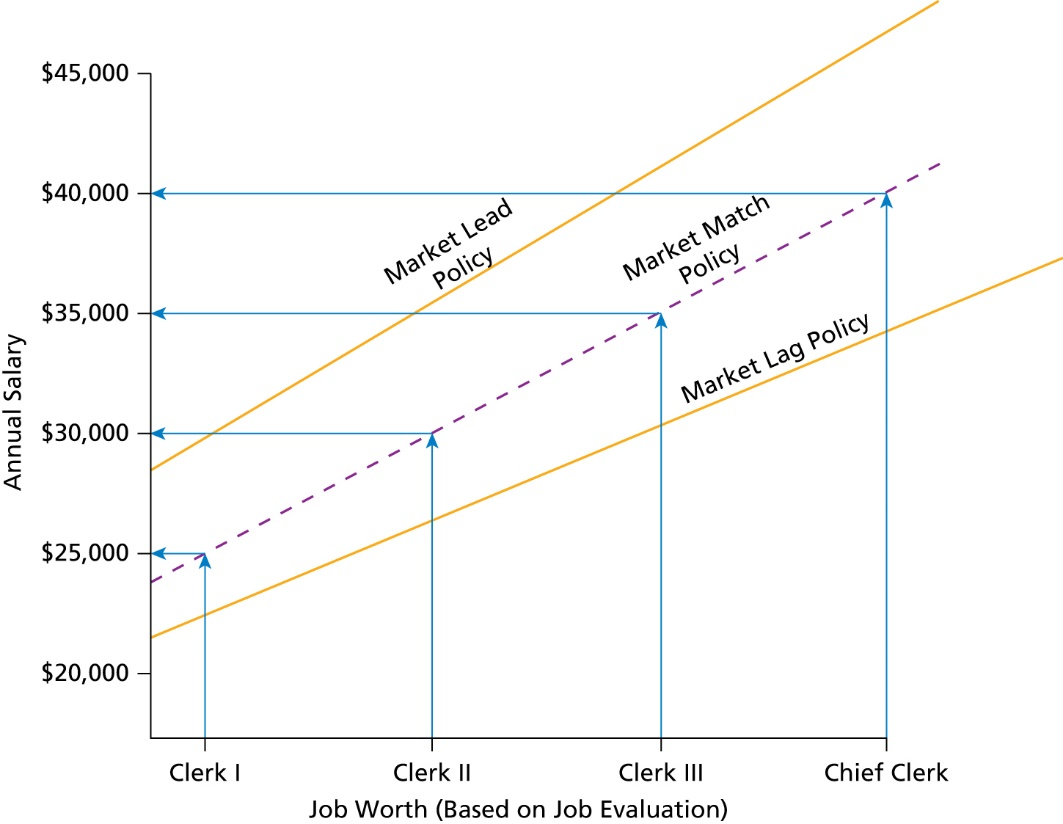 $45,000
$40,000
$35,000
$30,000
$25,000
$20,000
Annual Salary
Market Lead
Policy
Market Match
Policy
Market Lag Policy
Clerk I
Clerk II
Clerk III
Chief Clerk
Job Worth (Based on Job Evaluation)